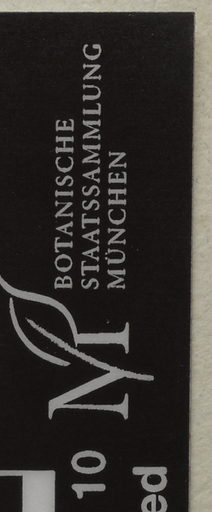 BOTANISCHE
STAATSSAMMLUNG
MÜNCHEN
M
10
ed